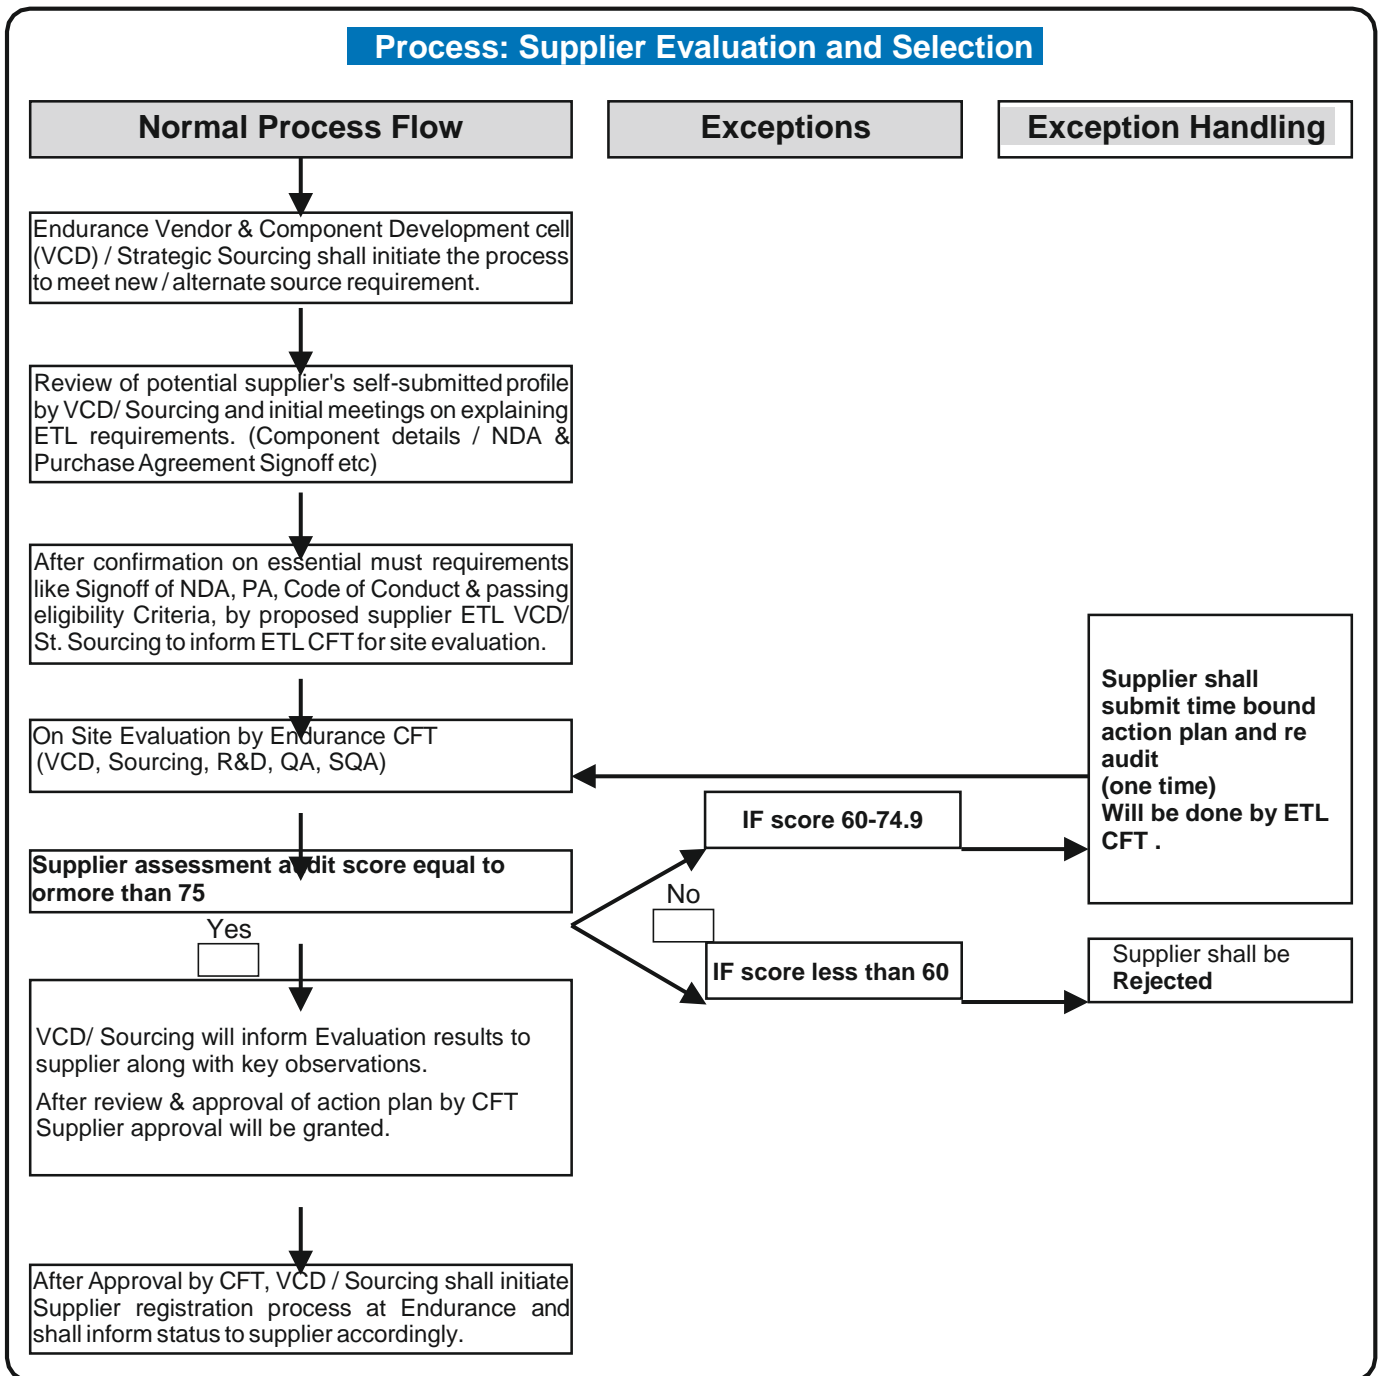 Process: Supplier Evaluation and Selection
Normal Process Flow
Exceptions
Exception Handling
Endurance Vendor & Component Development cell
(VCD) / Strategic Sourcing shall initiate the process
to meet new / alternate source requirement.
Review of potential supplier's self-submitted profile
by VCD/ Sourcing and initial meetings on explaining
ETL requirements. (Component details / NDA &
Purchase Agreement Signoff etc)
After confirmation on essential must requirements
like Signoff of NDA, PA, Code of Conduct & passing
eligibility Criteria, by proposed supplier ETL VCD/
St. Sourcing to inform ETL CFT for site evaluation.
On Site Evaluation by Endurance CFT
(VCD, Sourcing, R&D, QA, SQA)
Supplier assessment audit score equal to
ormore than 75
Yes
No
IF score 60-74.9
IF score less than 60
Supplier shall
submit time bound
action plan and re
audit
(one time)
Will be done by ETL
CFT .
Supplier shall be
Rejected
VCD/ Sourcing will inform Evaluation results to
supplier along with key observations.
After review & approval of action plan by CFT
Supplier approval will be granted.
After Approval by CFT, VCD / Sourcing shall initiate
Supplier registration process at Endurance and
shall inform status to supplier accordingly.